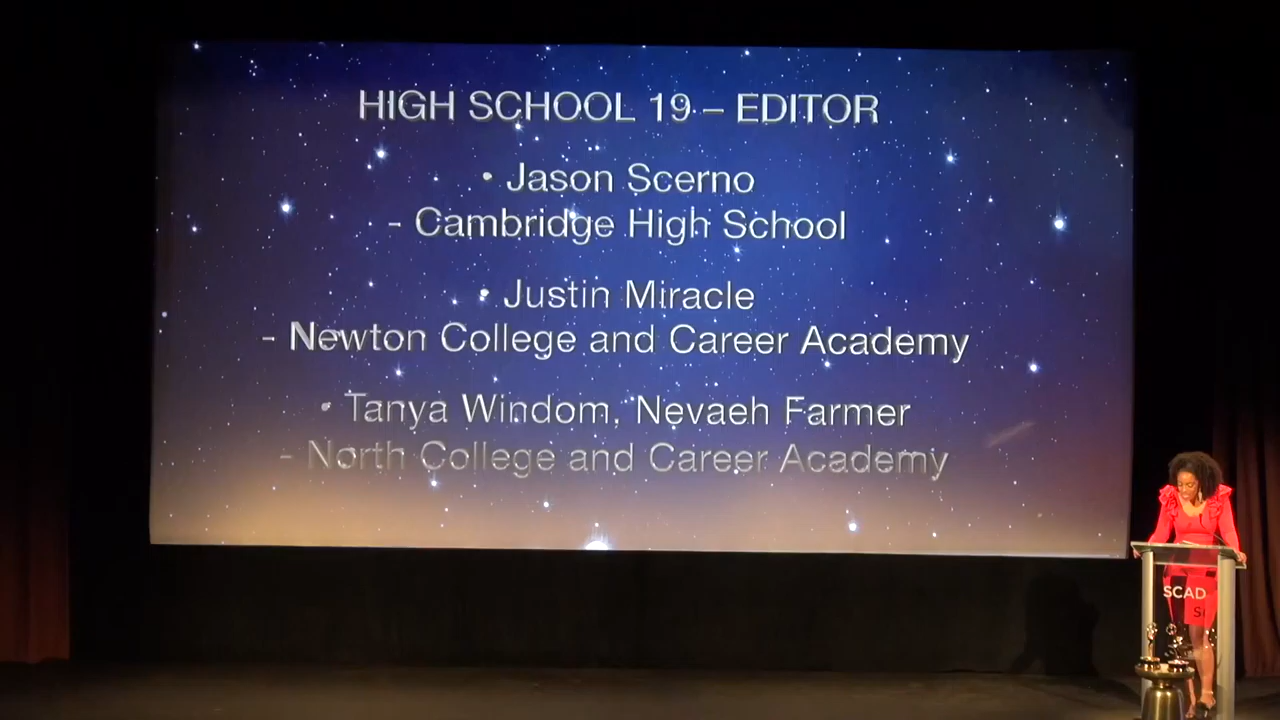 HIGH SCHOOL 19 – EDITOR
• Jason Scerno
- Cambridge High School
• Justin Miracle
- Newton College and Career Academy
• Tanya Windom, Nevaeh Farmer
- North College and Career Academy
SCAD